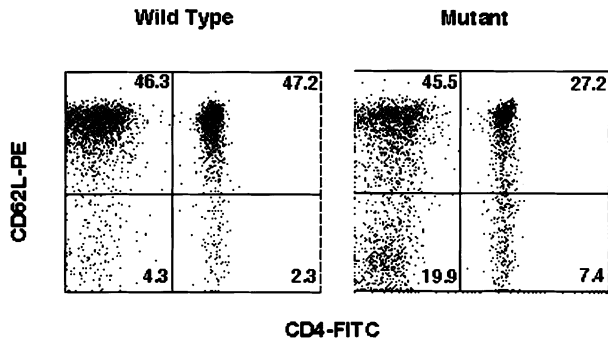 Wild Type Mutant
46.3 47.2 45.5 27.2
CD62L-PE
4.3 2.3 19.9 7.4
CD4-FITC